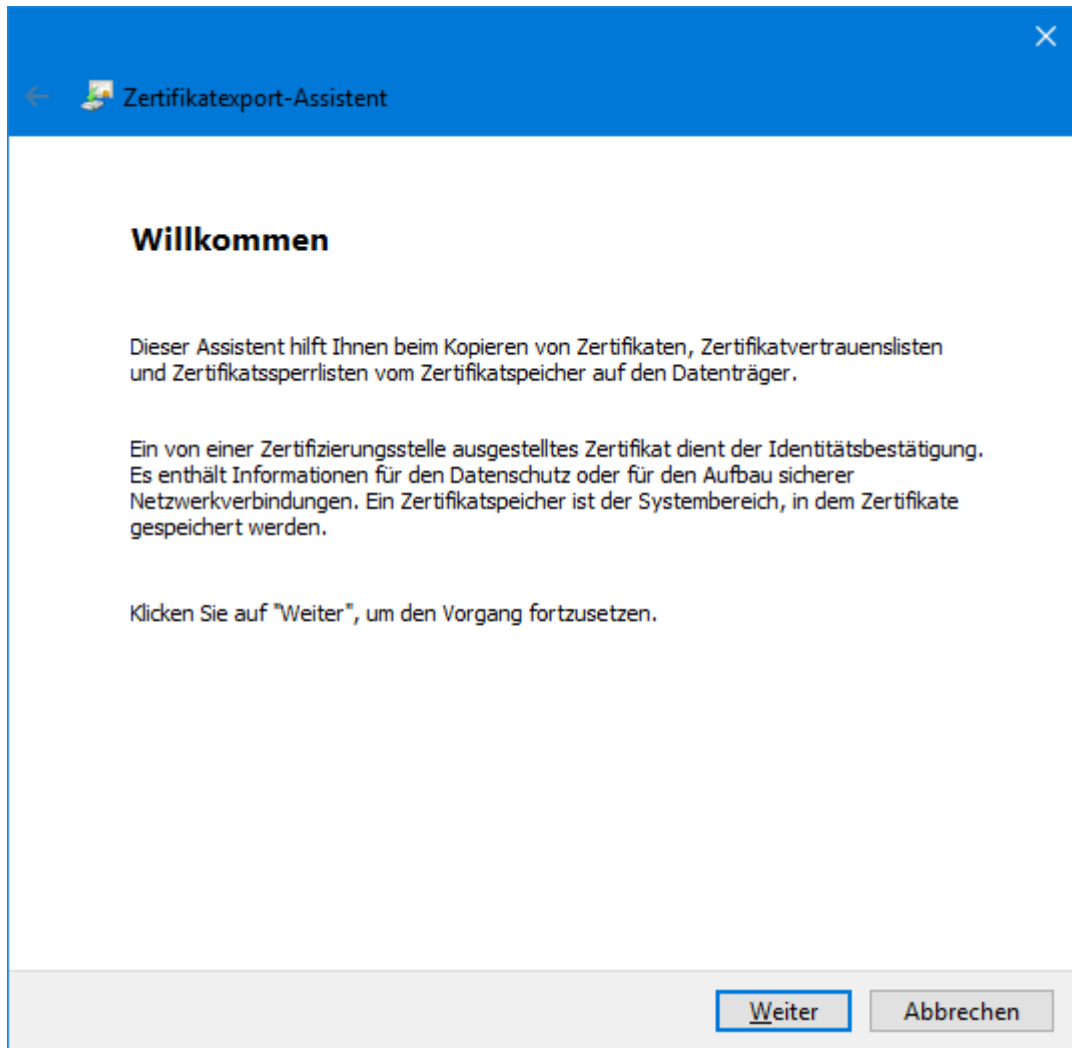 Zertifikatexport-Assistent
Willkommen
Dieser Assistent hilft Ihnen beim Kopieren von Zertifikaten, Zertifikatvertrauenslisten
und Zertifikatssperrlisten vom Zertifikatspeicher auf den Datenträger.
Ein von einer Zertifizierungsstelle ausgestelltes Zertifikat dient der Identitätsbestätigung.
Es enthält Informationen für den Datenschutz oder für den Aufbau sicherer
Netzwerkverbindungen. Ein Zertifikatspeicher ist der Systembereich, in dem Zertifikate
gespeichert werden.
Klicken Sie auf "Weiter", um den Vorgang fortzusetzen.
Weiter Abbrechen